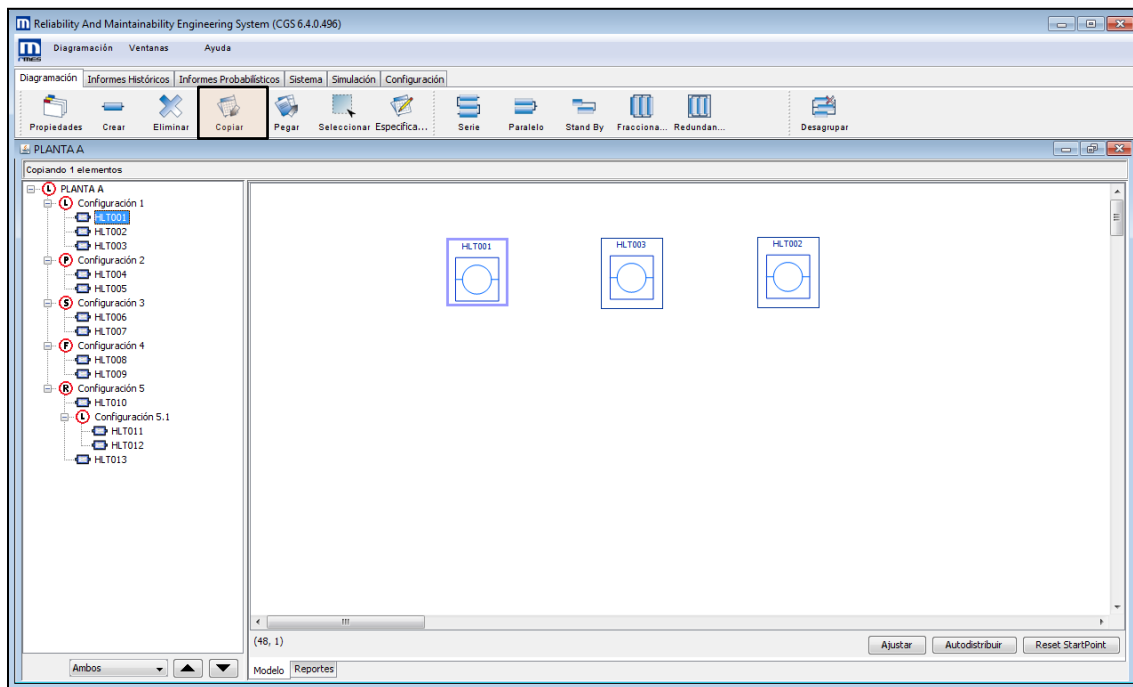 Reliability And Maintainability Engineering System (CGS 6.4.0.496)
Diagramación Ventanas Ayuda
Diagramación Informes Históricos Informes Probabilísticos Sistema Simulación Configuración
Propiedades Crear Eliminar Copiar Pegar Seleccionar Especifica... Serie Paralelo Stand By Fracciona... Redundan... Desagrupar
PLANTA A
Copiando 1 elementos
L PLANTA A
L Configuración 1
HLT001
HLT002
HLT003
P Configuración 2
HLT004
HLT005
S Configuración 3
HLT006
HLT007
F Configuración 4
HLT008
HLT009
R Configuración 5
HLT010
L Configuración 5.1
HLT011
HLT012
HLT013
HLT001 HLT003 HLT002
(48, 1)
Ajustar Autodistribuir Reset StartPoint
Ambos
Modelo Reportes